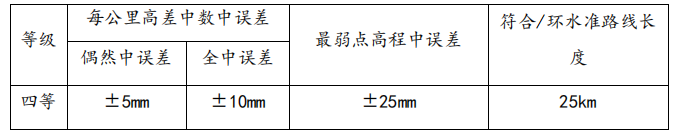 等级 每公里高差中数中误差 最弱点高程中误差 符合/环水准路线长
度
偶然中误差 全中误差
四等 ±5mm ±10mm ±25mm 25km